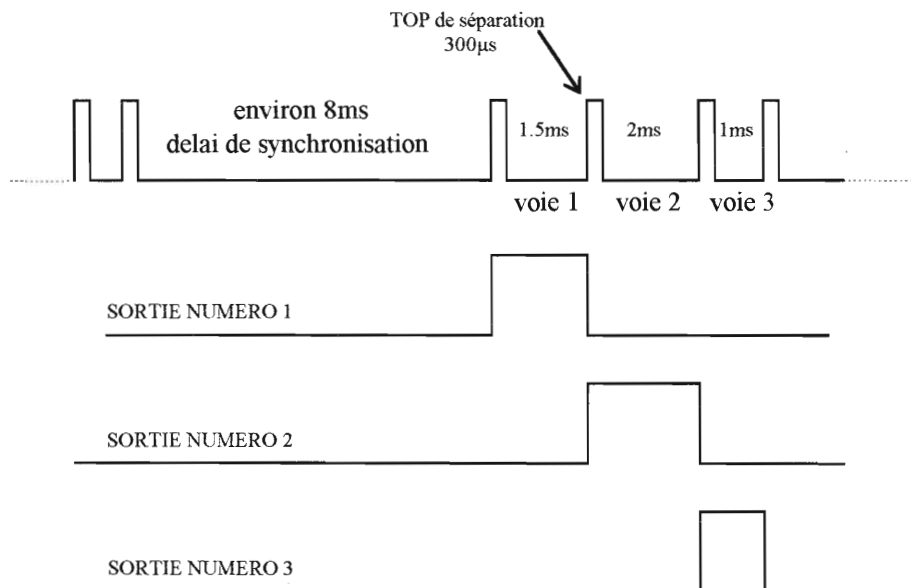 TOP de séparation
300µs
environ 8ms
delai de synchronisation
1.5ms
2ms
1ms
voie 1
voie 2
voie 3
SORTIE NUMERO 1
SORTIE NUMERO 2
SORTIE NUMERO 3